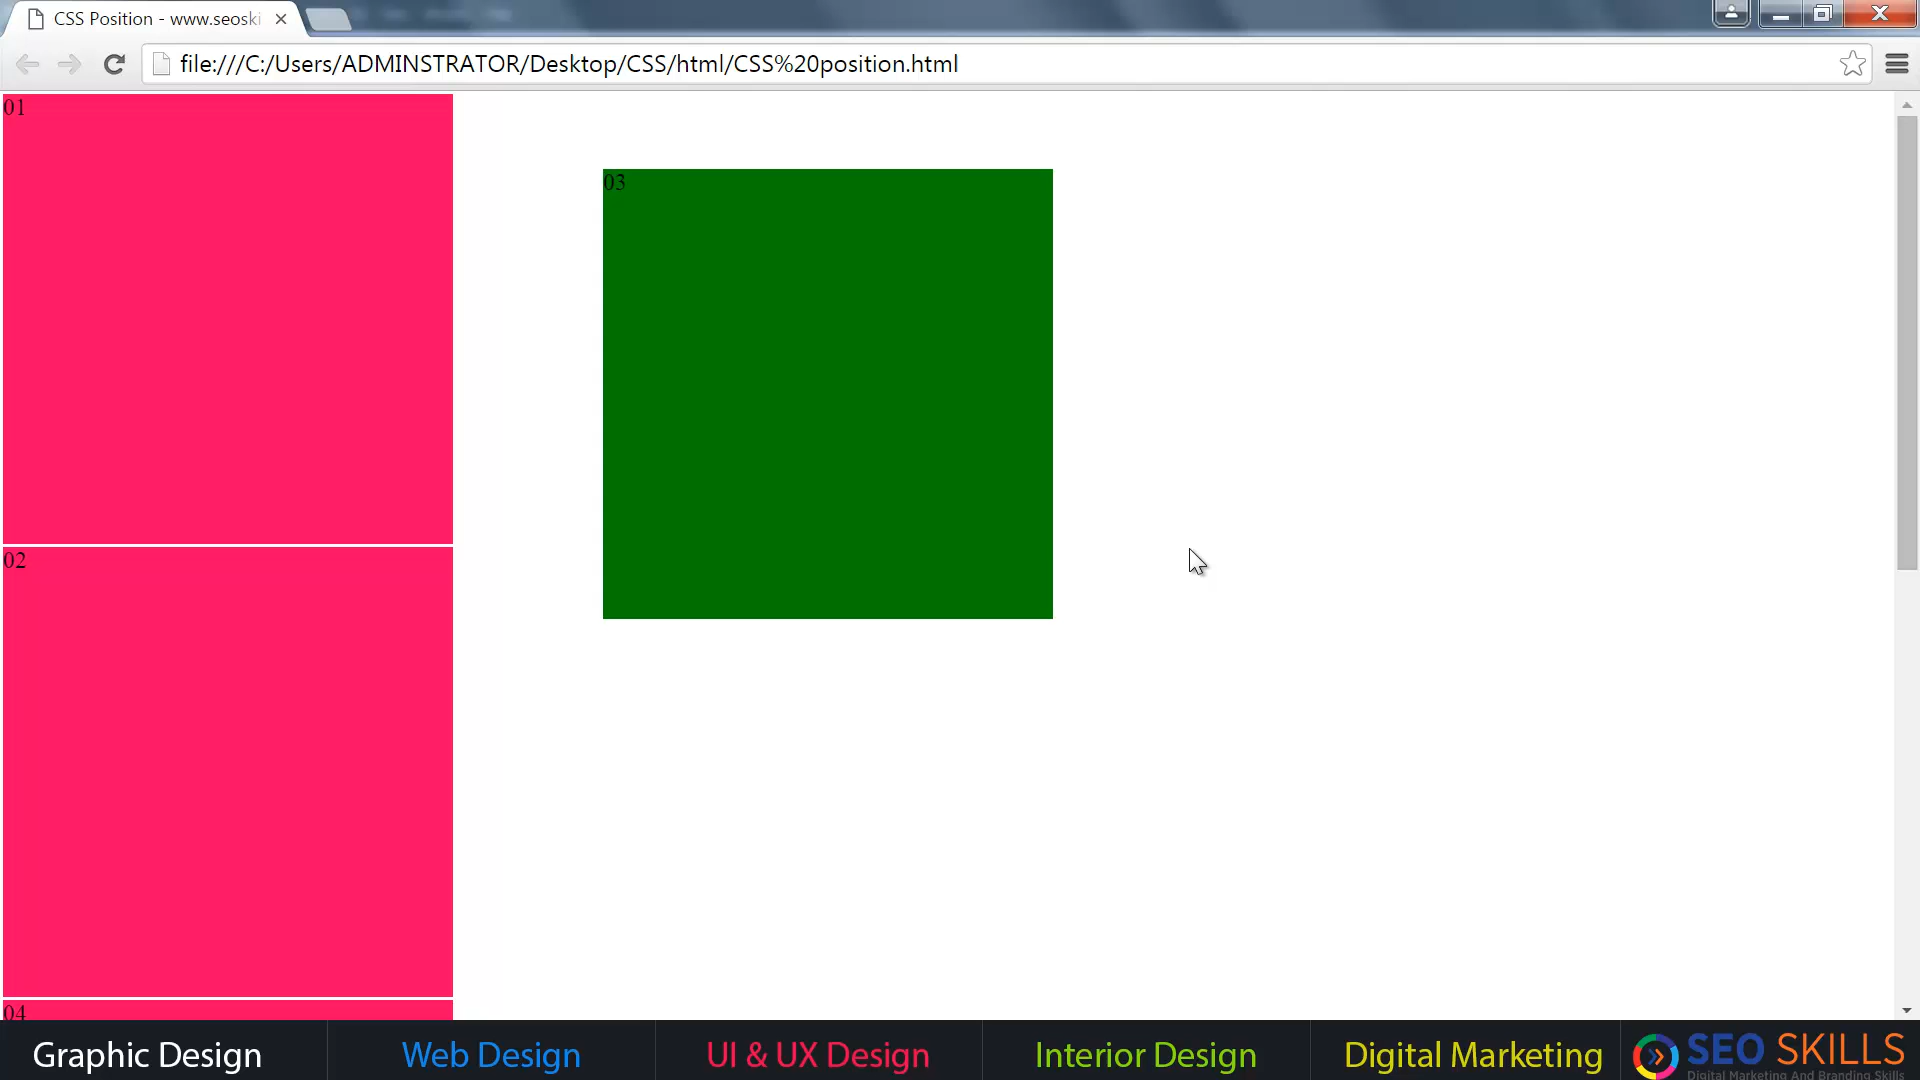 CSS Position - www.seoski
file:///C:/Users/ADMINSTRATOR/Desktop/CSS/html/CSS%20position.html
01
03
02
04
Graphic Design
Web Design
UI & UX Design
Interior Design
Digital Marketing
SEO SKILLS
Digital Marketing And Branding Skills